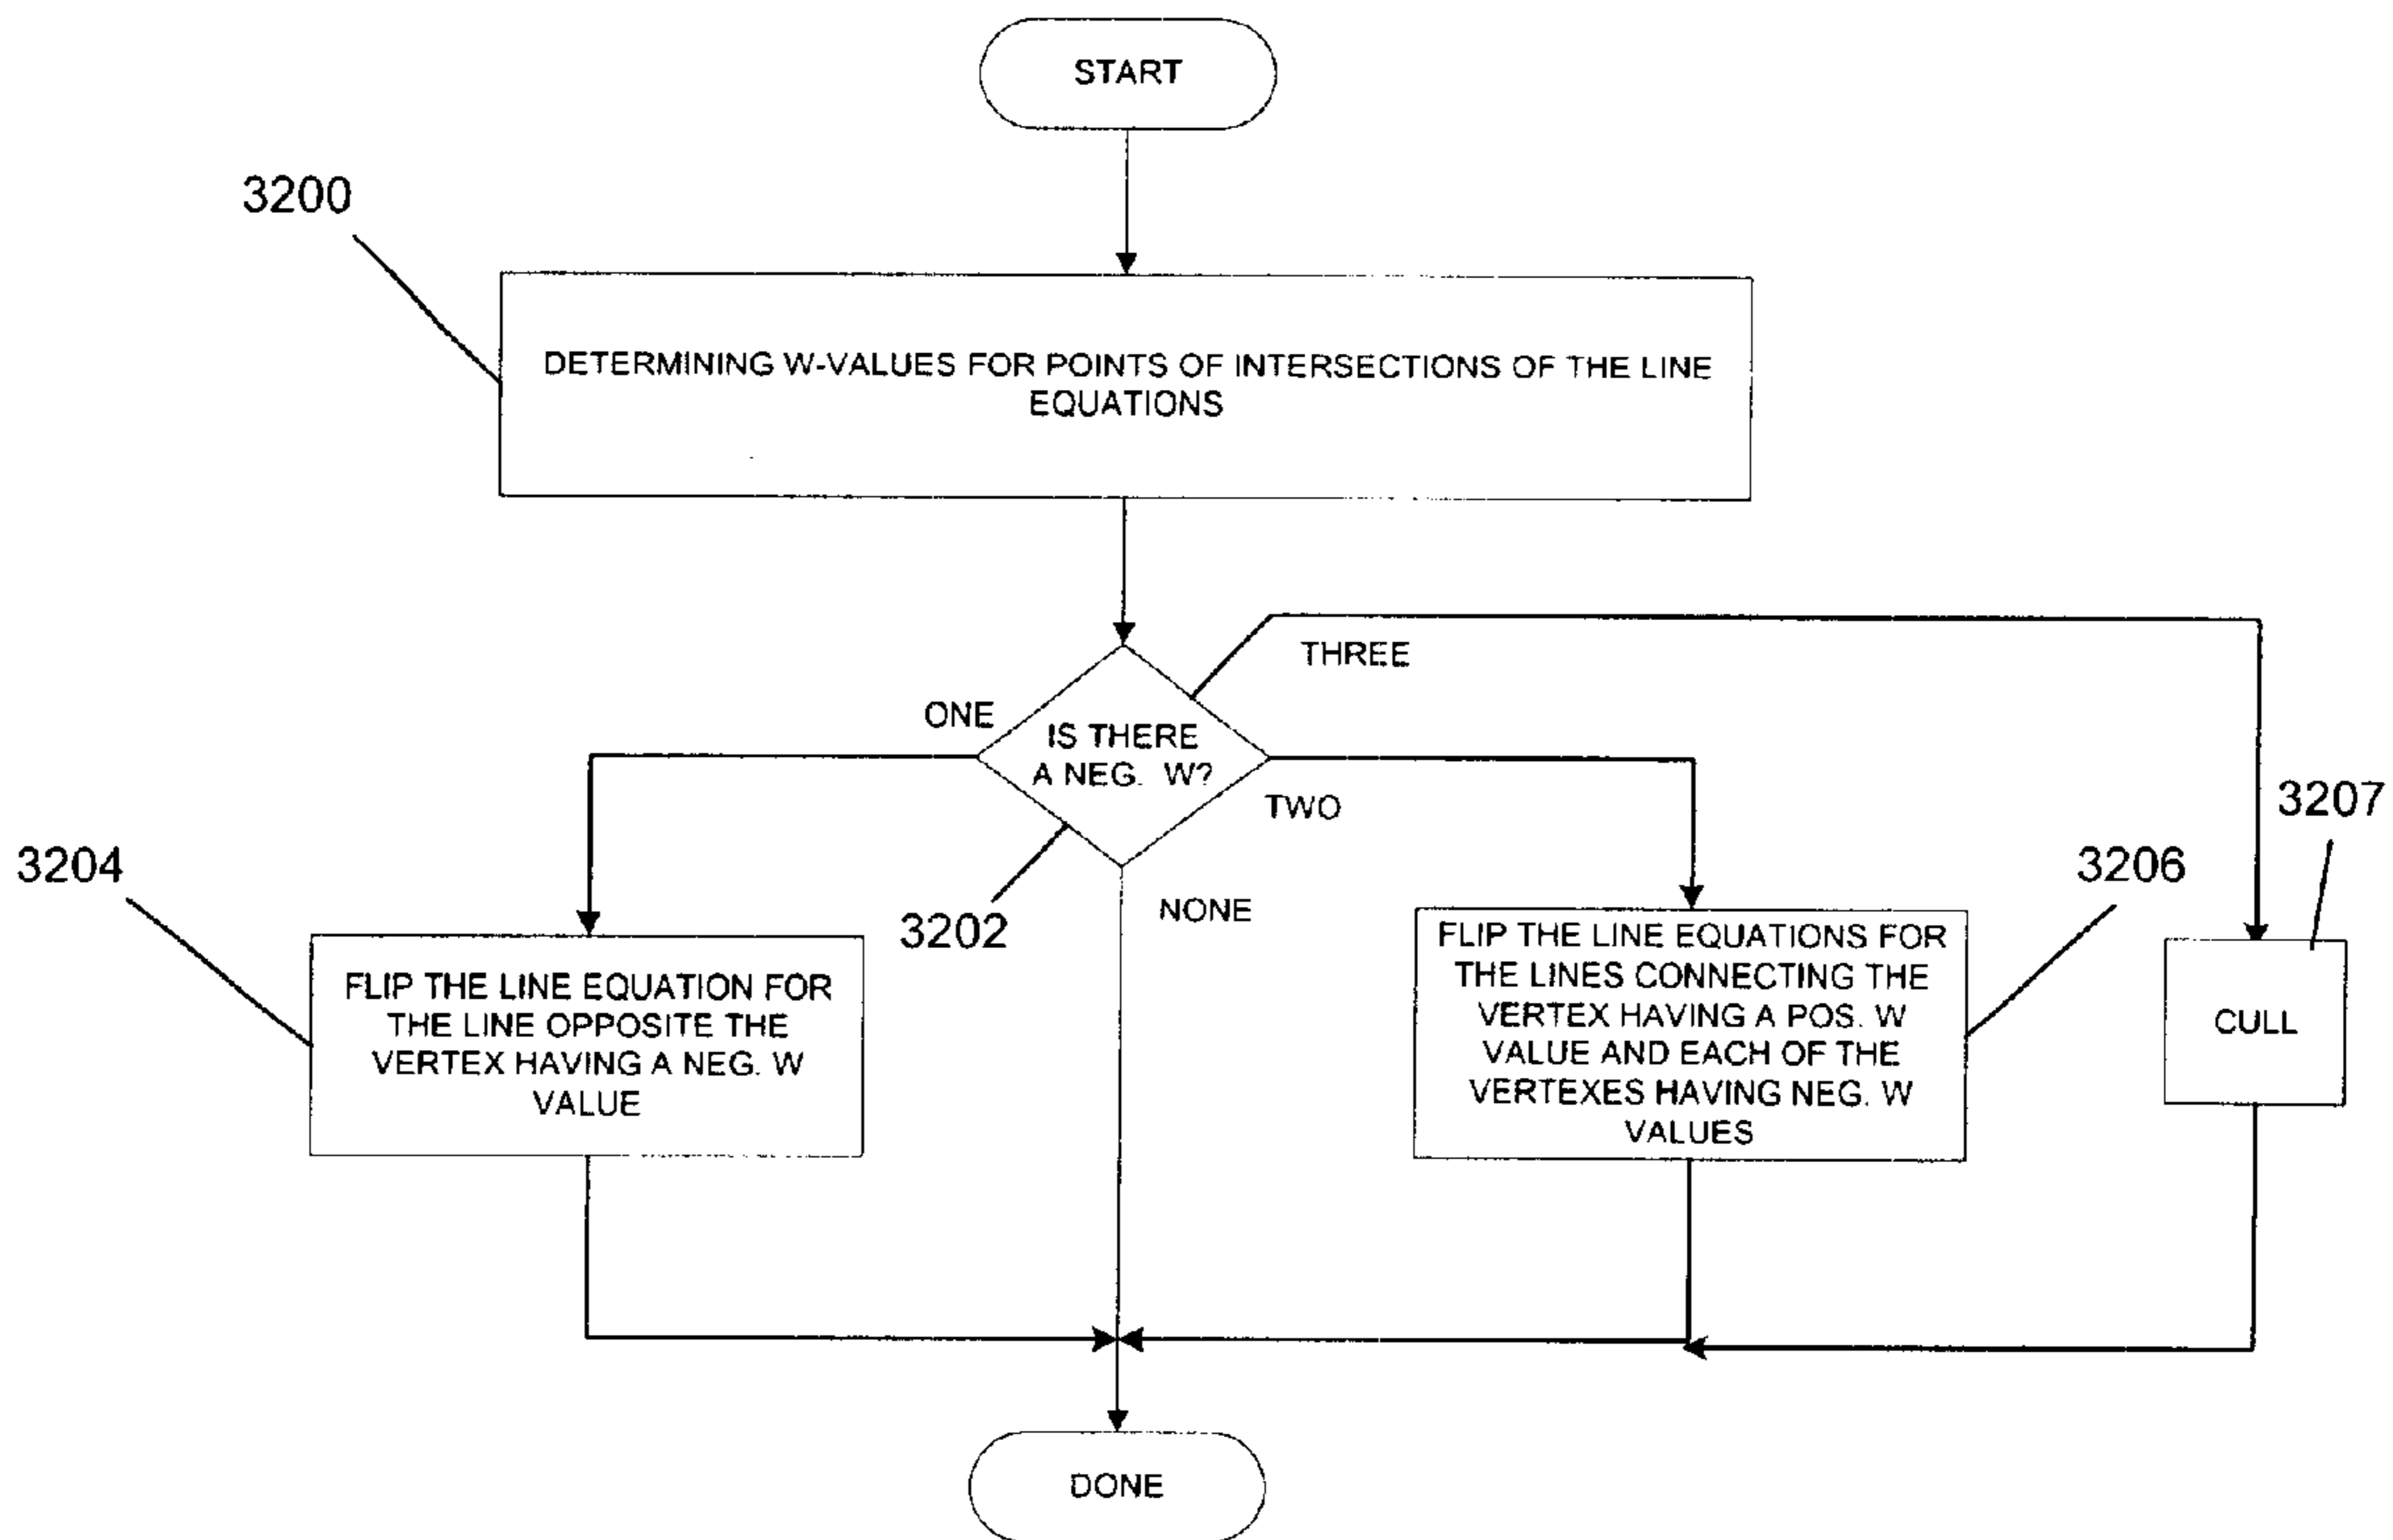 START
3200
DETERMINING W-VALUES FOR POINTS OF INTERSECTIONS OF THE LINE
EQUATIONS
THREE
ONE
IS THERE
A NEG. W?
TWO
3207
3204
3202
NONE
3206
FLIP THE LINE EQUATION FOR
THE LINE OPPOSITE THE
VERTEX HAVING A NEG. W
VALUE
FLIP THE LINE EQUATIONS FOR
THE LINES CONNECTING THE
VERTEX HAVING A POS. W
VALUE AND EACH OF THE
VERTEXES HAVING NEG. W
VALUES
CULL
DONE